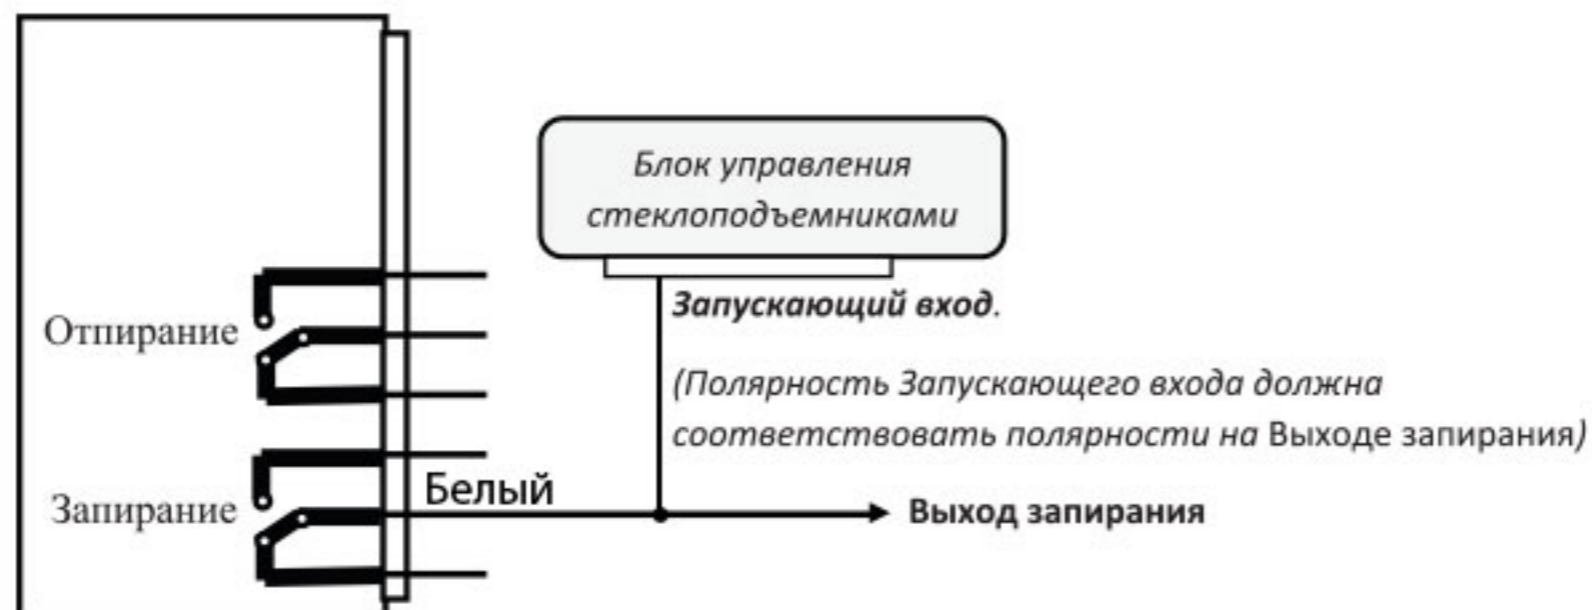 Блок управления
стеклоподъемниками
Запускающий вход.
Отпирание
(Полярность Запускающего входа должна
соответствовать полярности на Выходе запирания)
Белый
Запирание
Выход запирания